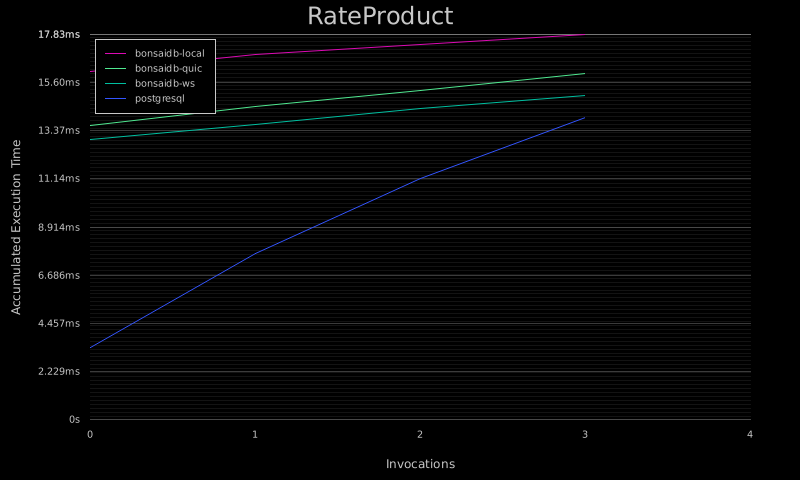 RateProduct
17.83ms
15.60ms
13.37ms
11.14ms
8.914ms
6.686ms
4.457ms
2.229ms
0s
Accumulated Execution Time
bonsaidb-local
bonsaidb-quic
bonsaidb-ws
postgresql
0 1 2 3 4
Invocations